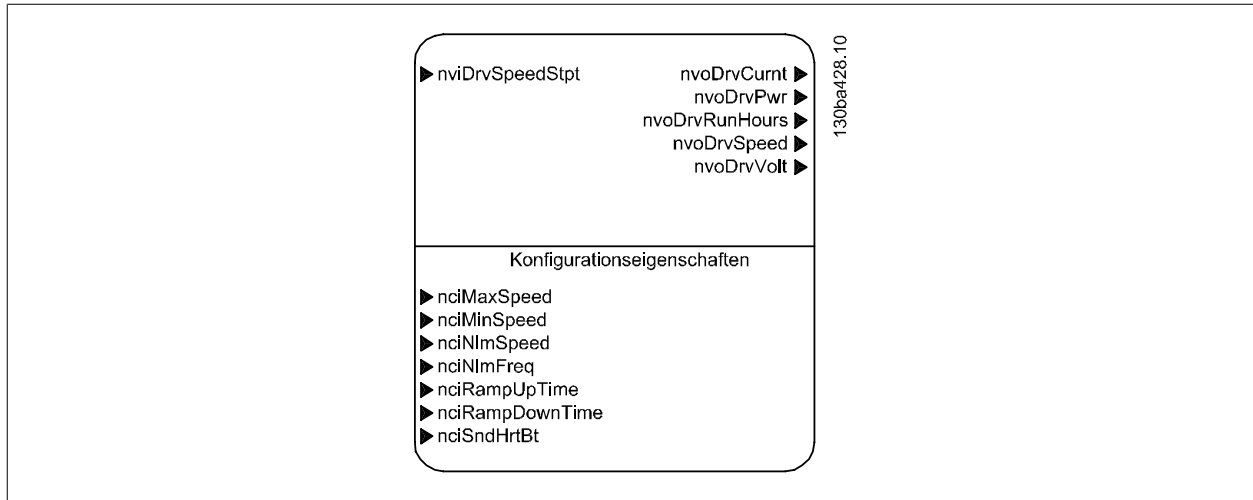 nviDrvSpeedStpt
nvoDrvCurnt
nvoDrvPwr
nvoDrvRunHours
nvoDrvSpeed
nvoDrvVolt
130ba428.10
Konfigurationseigenschaften
nciMaxSpeed
nciMinSpeed
nciNlmSpeed
nciNlmFreq
nciRampUpTime
nciRampDownTime
nciSndHrtBt